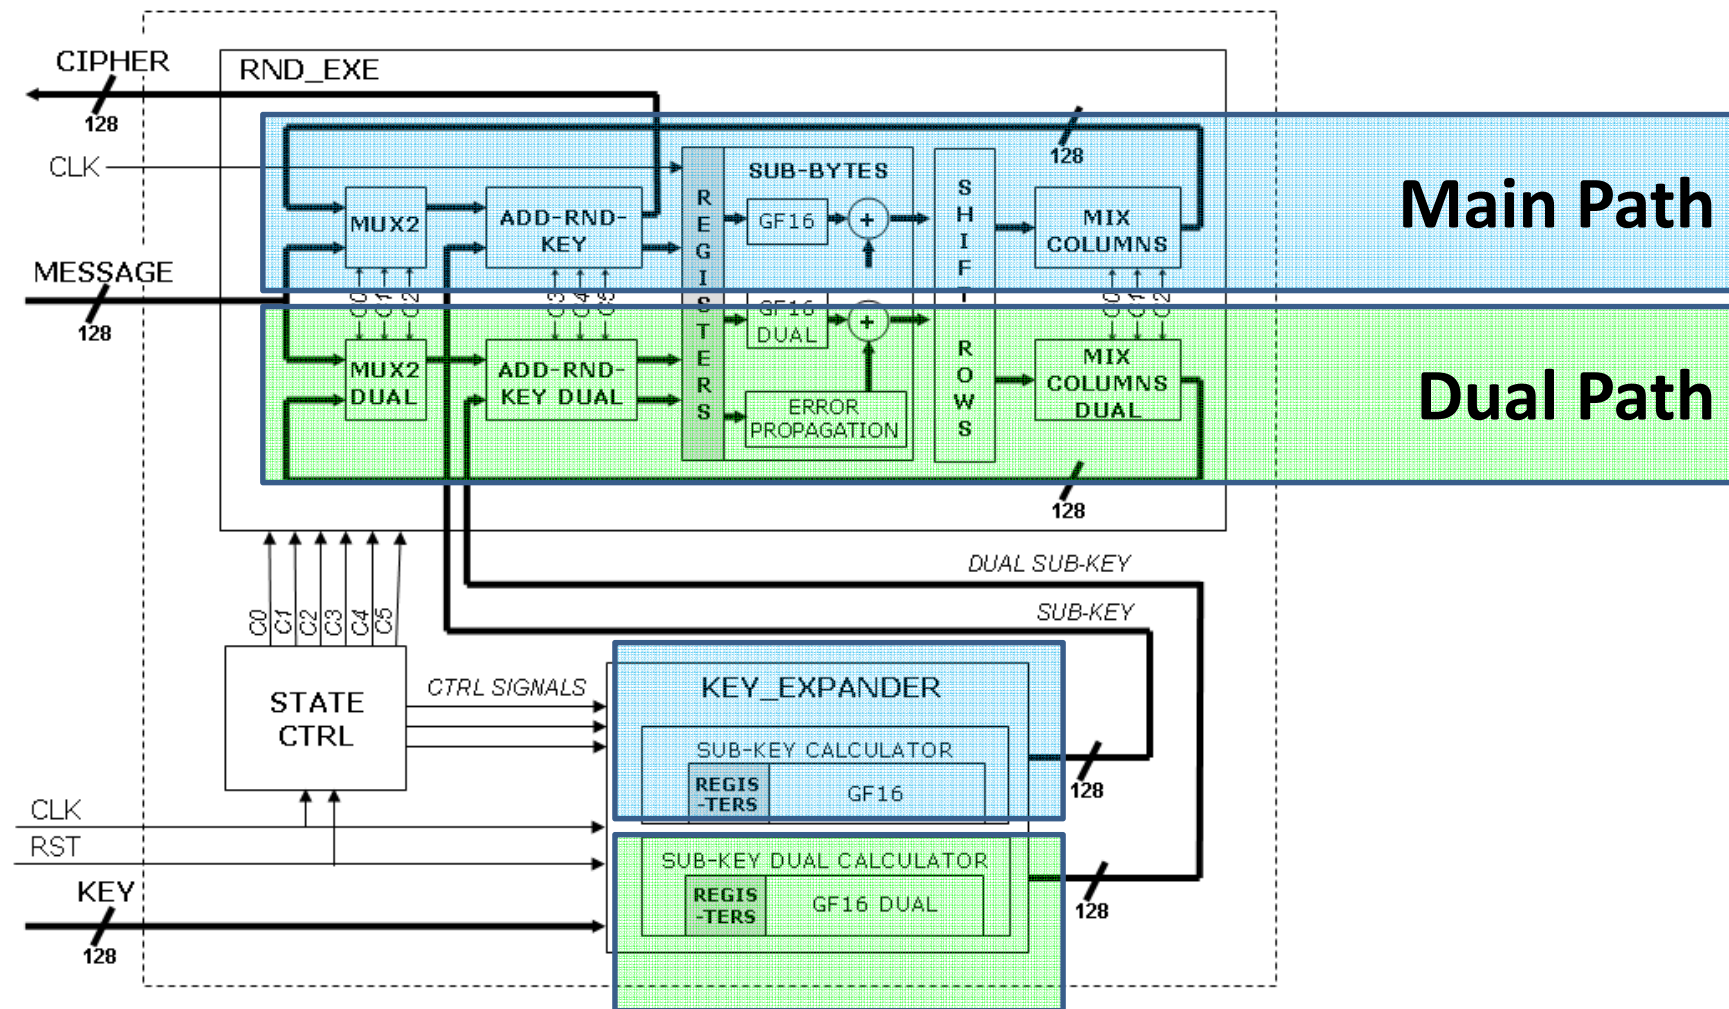 CIPHER
128
RND_EXE
128
CLK
SUB-BYTES
REGISTERS
SHIFT ROWS
MUX2
ADD-RND-
KEY
GF16
+
MIX
COLUMNS
Main Path
MESSAGE
128
C0
C1
C2
C3
C4
C5
C0
C1
C2
GF16
DUAL
+
MUX2
DUAL
ADD-RND-
KEY DUAL
ERROR
PROPAGATION
MIX
COLUMNS
DUAL
Dual Path
128
DUAL SUB-KEY
SUB-KEY
C0
C1
C2
C3
C4
C5
STATE
CTRL
CTRL SIGNALS
KEY_EXPANDER
SUB-KEY CALCULATOR
REGIS
-TERS
GF16
128
CLK
RST
SUB-KEY DUAL CALCULATOR
REGIS
-TERS
GF16 DUAL
128
KEY
128